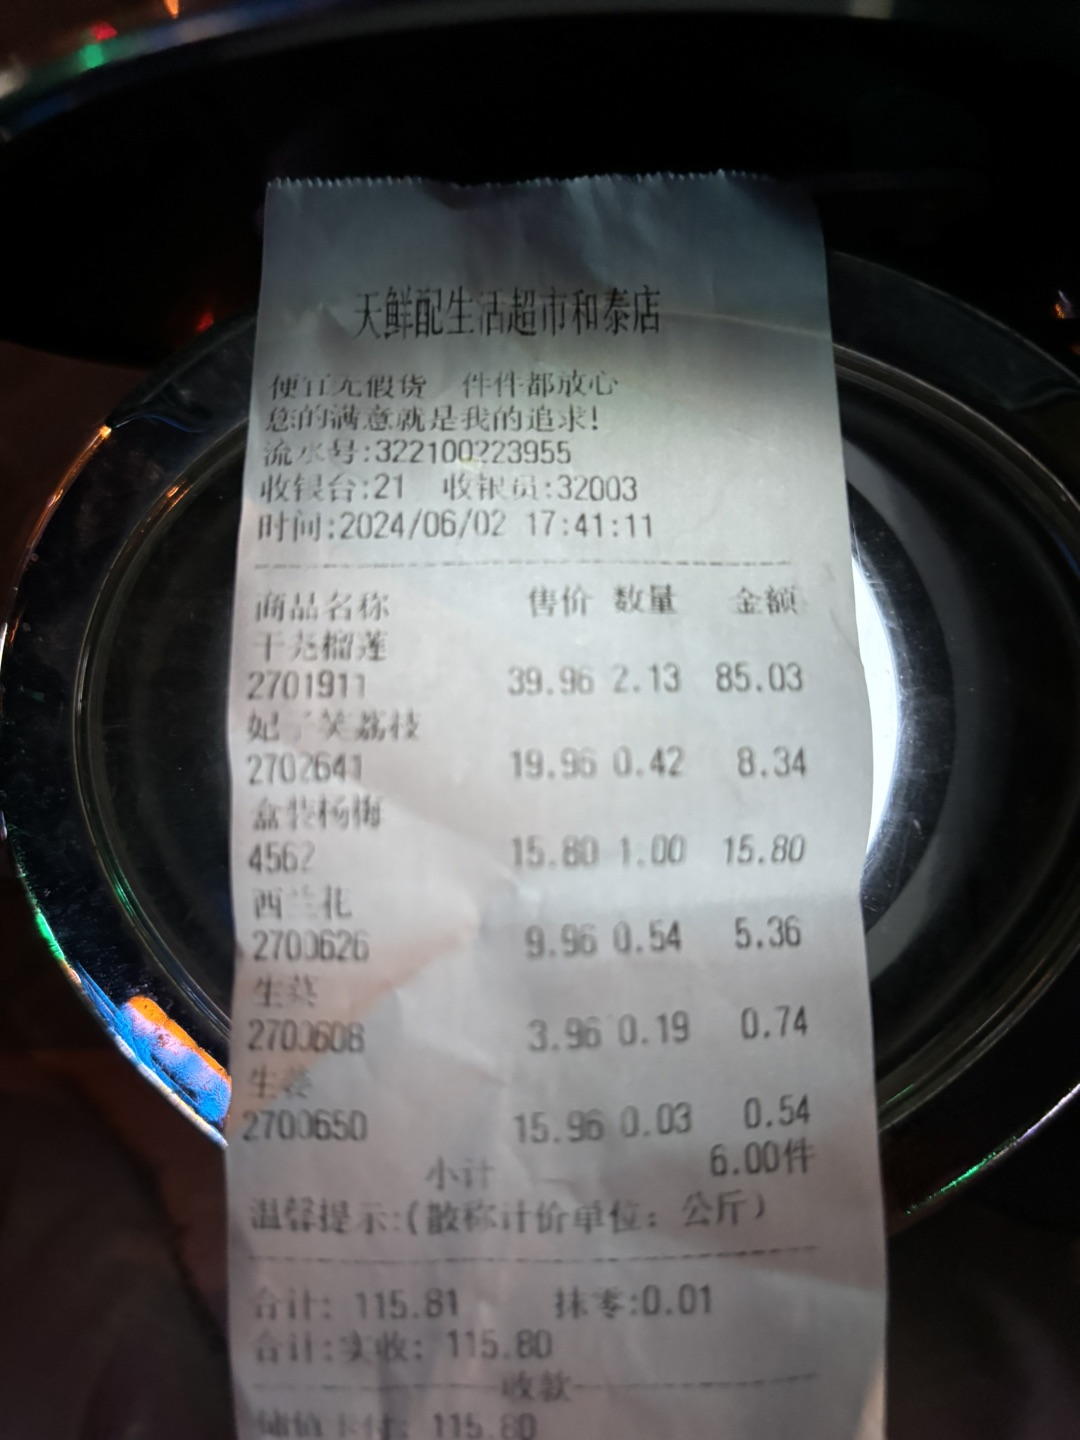 天鲜配生活超市和泰店
便宜无假货 件件都放心
您的满意就是我的追求!
流水号:322100223955
收银台:21 收银员:32003
时间:2024/06/02 17:41:11
商品名称 售价 数量 金额
干尧榴莲
2701911 39.96 2.13 85.03
妃子笑荔枝
2702641 19.96 0.42 8.34
盒装杨梅
4562 15.80 1.00 15.80
西兰花
2700626 9.96 0.54 5.36
生菜
2700608 3.96 0.19 0.74
生姜
2700650 15.96 0.03 0.54
小计 6.00件
温馨提示:(散称计价单位: 公斤)
合计: 115.81 抹零:0.01
合计:实收: 115.80
收款
储值卡付: 115.80